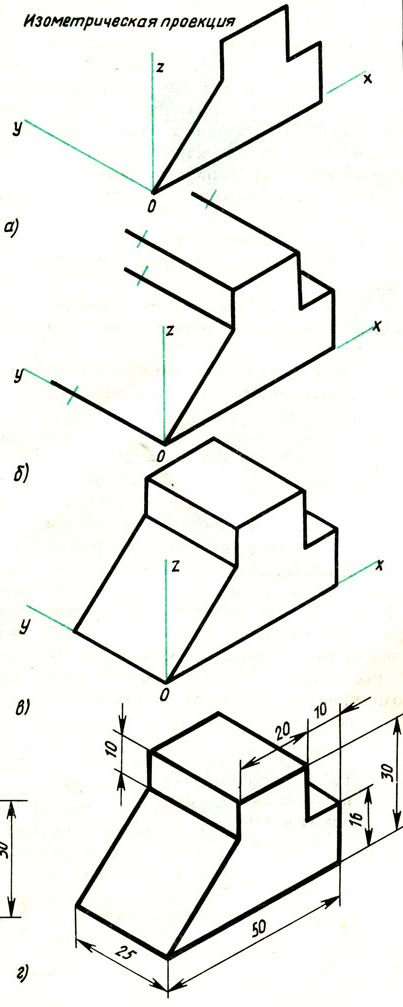 Изометрическая проекция
z
x
y
0
а)
z
x
y
0
б)
z
x
y
0
в)
10
20
10
30
16
50
25
г)